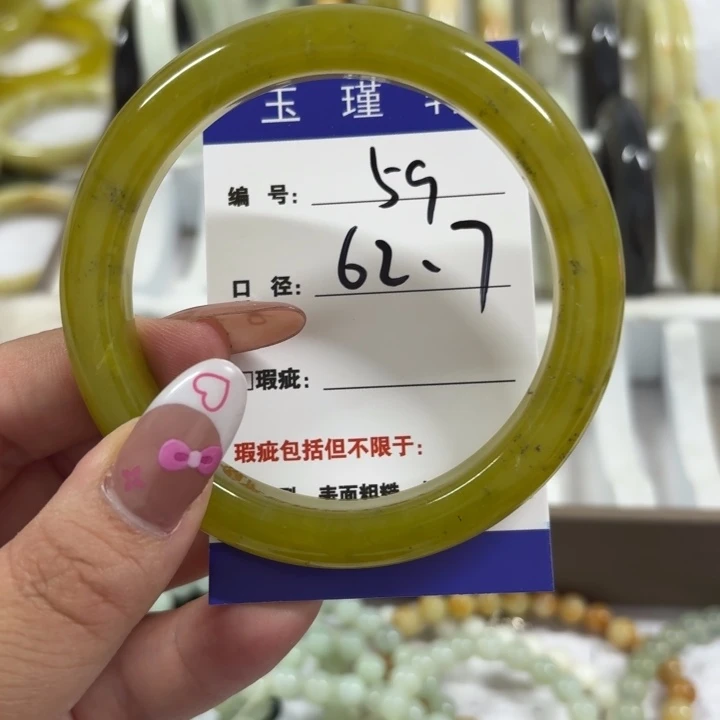 玉 瑾
编 号: 59
口 径: 62.7
□瑕疵:
瑕疵包括但不限于:
表面粗糙